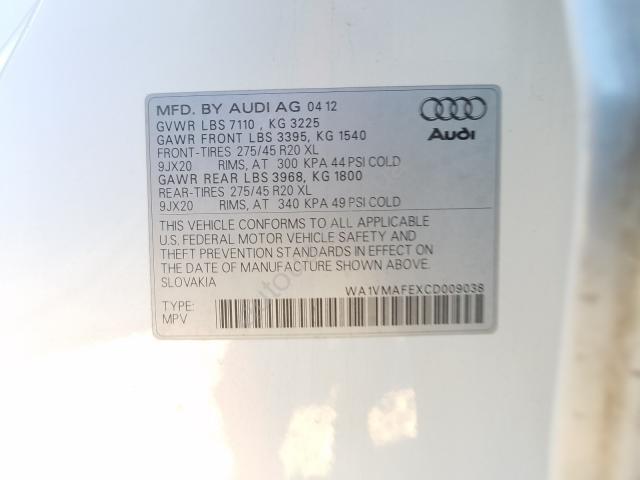 MFD. BY AUDI AG 04 12
GVWR LBS 7110 , KG 3225
GAWR FRONT LBS 3395, KG 1540
FRONT-TIRES 275/45 R20 XL
9JX20 RIMS, AT 300 KPA 44 PSI COLD
GAWR REAR LBS 3968, KG 1800
REAR-TIRES 275/45 R20 XL
9JX20 RIMS, AT 340 KPA 49 PSI COLD
Audi
THIS VEHICLE CONFORMS TO ALL APPLICABLE
U.S. FEDERAL MOTOR VEHICLE SAFETY AND
THEFT PREVENTION STANDARDS IN EFFECT ON
THE DATE OF MANUFACTURE SHOWN ABOVE.
SLOVAKIA
WA1VMAFEXCD009038
TYPE:
MPV